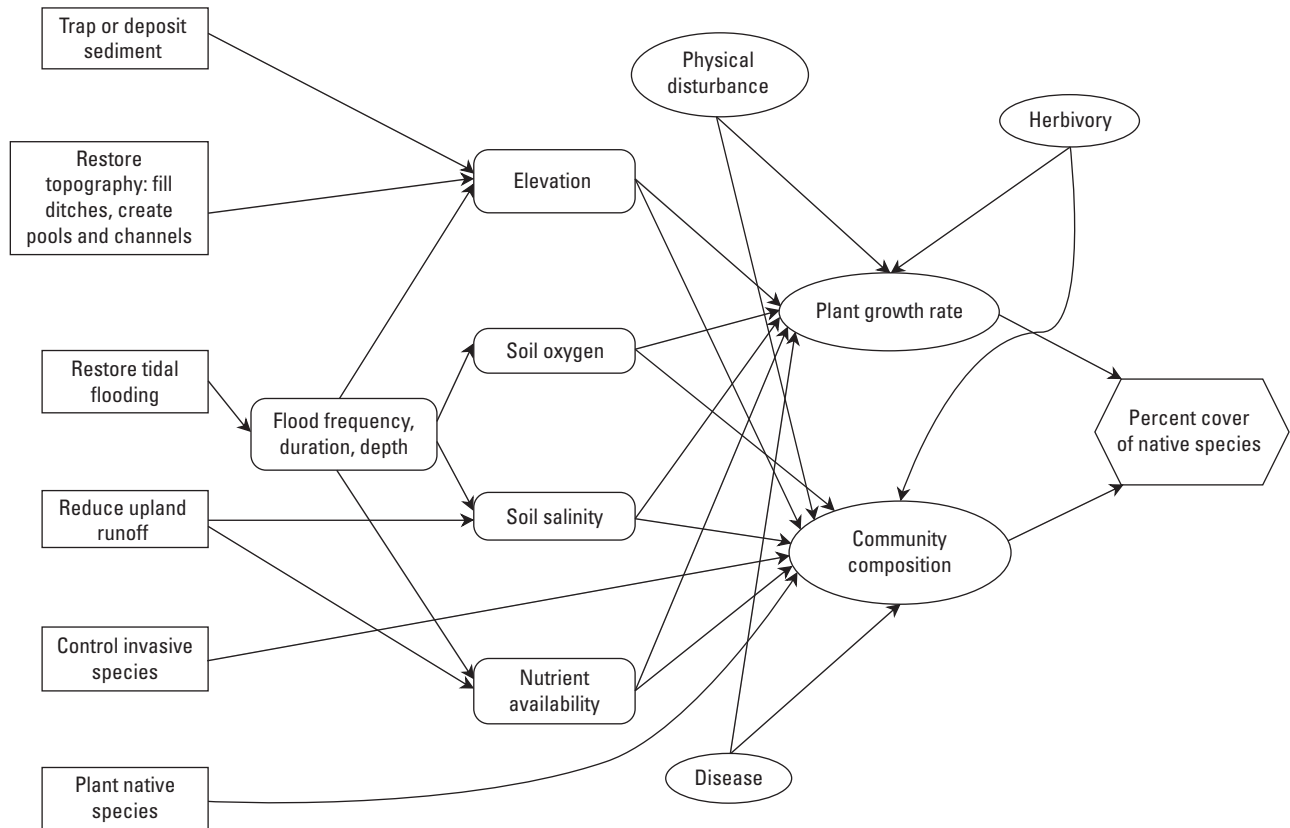 Trap or deposit
sediment
Physical
disturbance
Herbivory
Restore
topography: fill
ditches, create
pools and channels
Elevation
Plant growth rate
Soil oxygen
Restore tidal
flooding
Flood frequency,
duration, depth
Percent cover
of native species
Reduce upland
runoff
Soil salinity
Community
composition
Control invasive
species
Nutrient
availability
Disease
Plant native
species